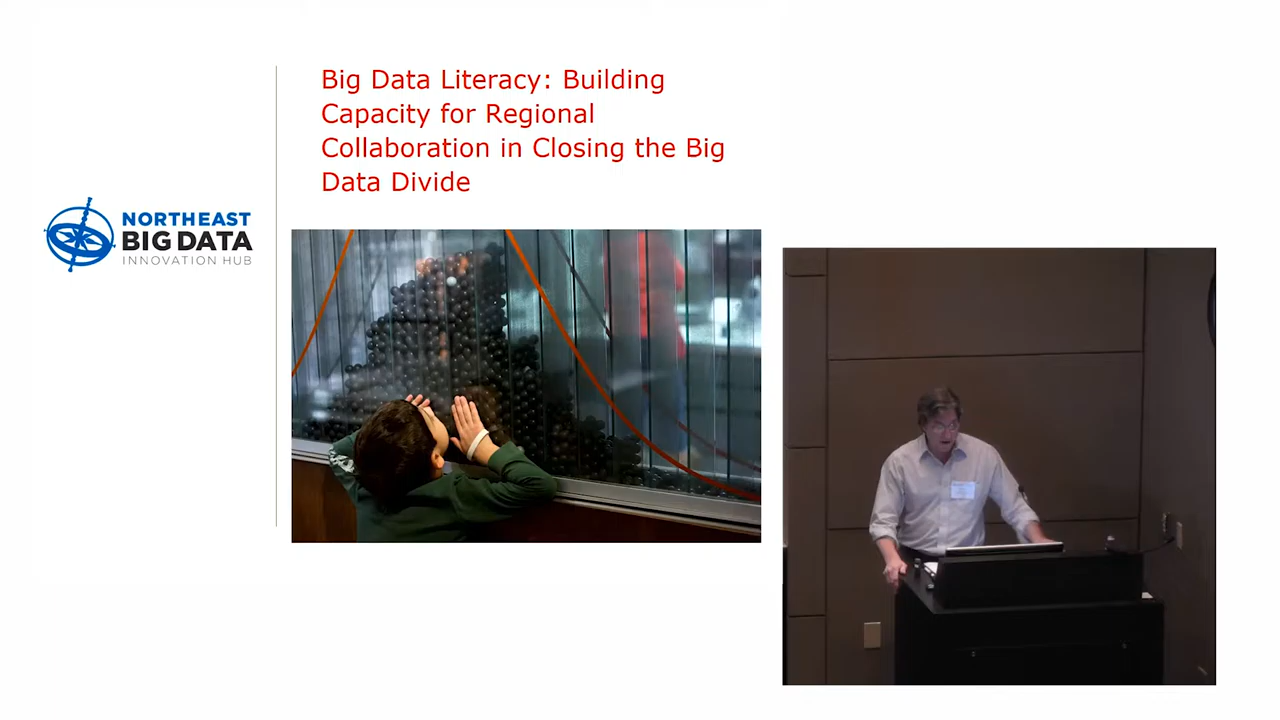 Big Data Literacy: Building
Capacity for Regional
Collaboration in Closing the Big
Data Divide
NORTHEAST
BIG DATA
INNOVATION HUB